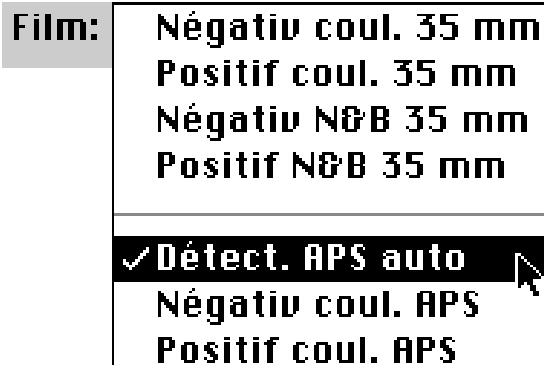 Film:
Négativ coul. 35 mm
Positif coul. 35 mm
Négativ N&B 35 mm
Positif N&B 35 mm
✓Détect. APS auto
Négativ coul. APS
Positif coul. APS